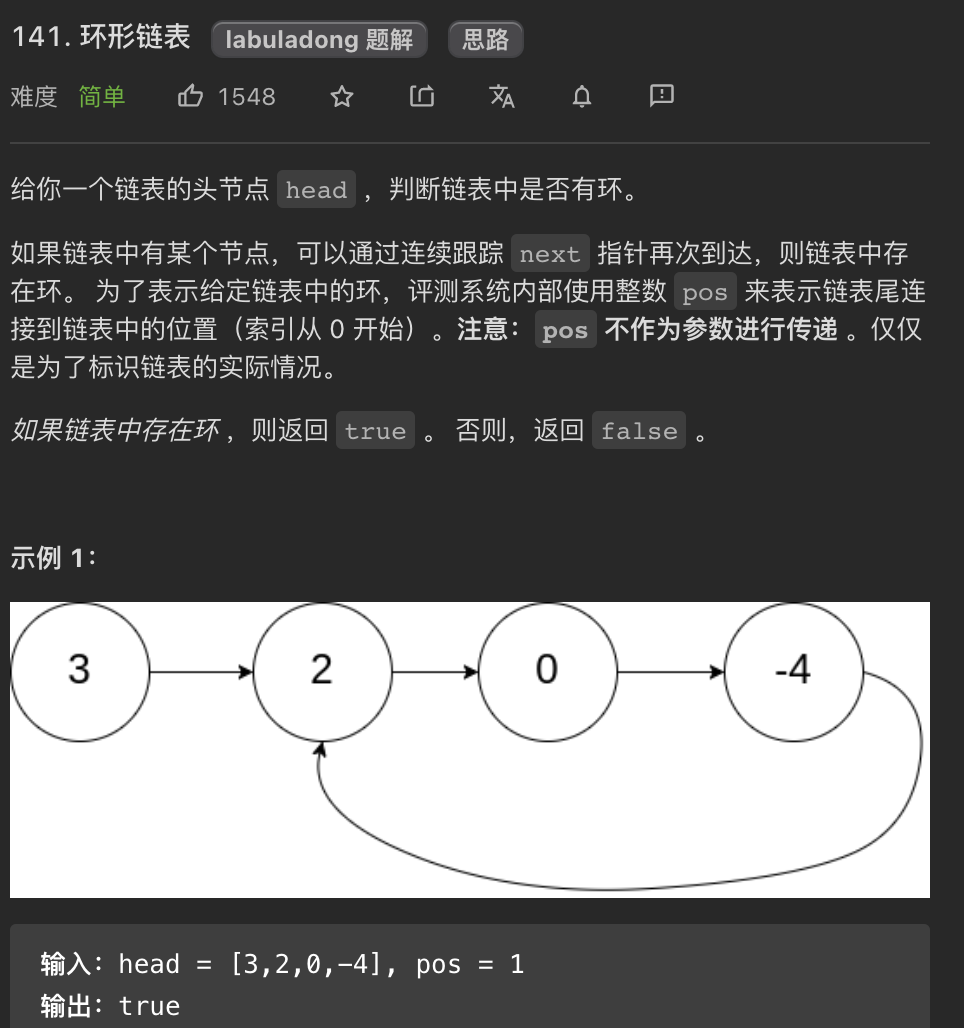 141. 环形链表 labuladong 题解 思路
难度 简单 1548
给你一个链表的头节点 head ，判断链表中是否有环。
如果链表中有某个节点，可以通过连续跟踪 next 指针再次到达，则链表中存
在环。 为了表示给定链表中的环，评测系统内部使用整数 pos 来表示链表尾连
接到链表中的位置（索引从 0 开始）。注意：pos 不作为参数进行传递 。仅仅
是为了标识链表的实际情况。
如果链表中存在环 ，则返回 true 。 否则，返回 false 。
示例 1：
3 2 0 -4
输入：head = [3,2,0,-4], pos = 1
输出：true